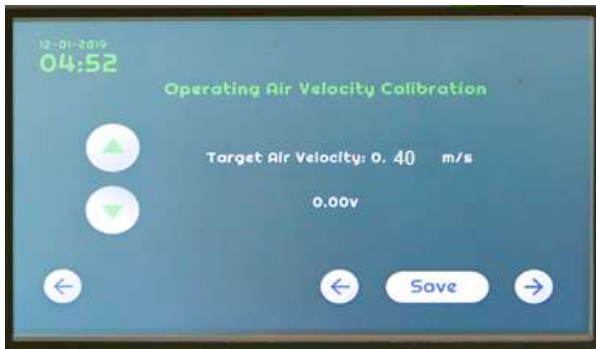 12-01-2019
04:52
Operating Air Velocity Calibration
Target Air Velocity: 0. 40 m/s
0.00v
Save